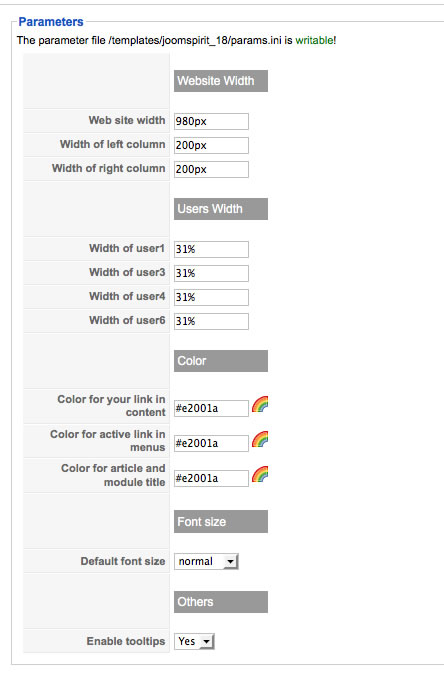 Parameters
The parameter file /templates/joomspirit_18/params.ini is writable!
Website Width
Web site width 980px
Width of left column 200px
Width of right column 200px
Users Width
Width of user1 31%
Width of user3 31%
Width of user4 31%
Width of user6 31%
Color
Color for your link in
content #e2001a
Color for active link in
menus #e2001a
Color for article and
module title #e2001a
Font size
Default font size normal
Others
Enable tooltips Yes